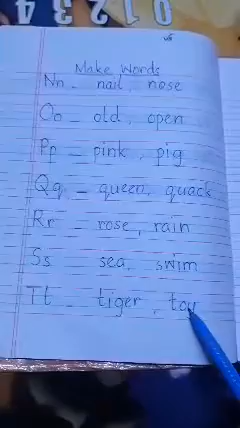 Make Words
Nn - nail, nose
Oo - old, open
Pp - pink, pig
Qq - queen, quack
Rr - rose, rain
Ss sea, swim
Tt - tiger, toy